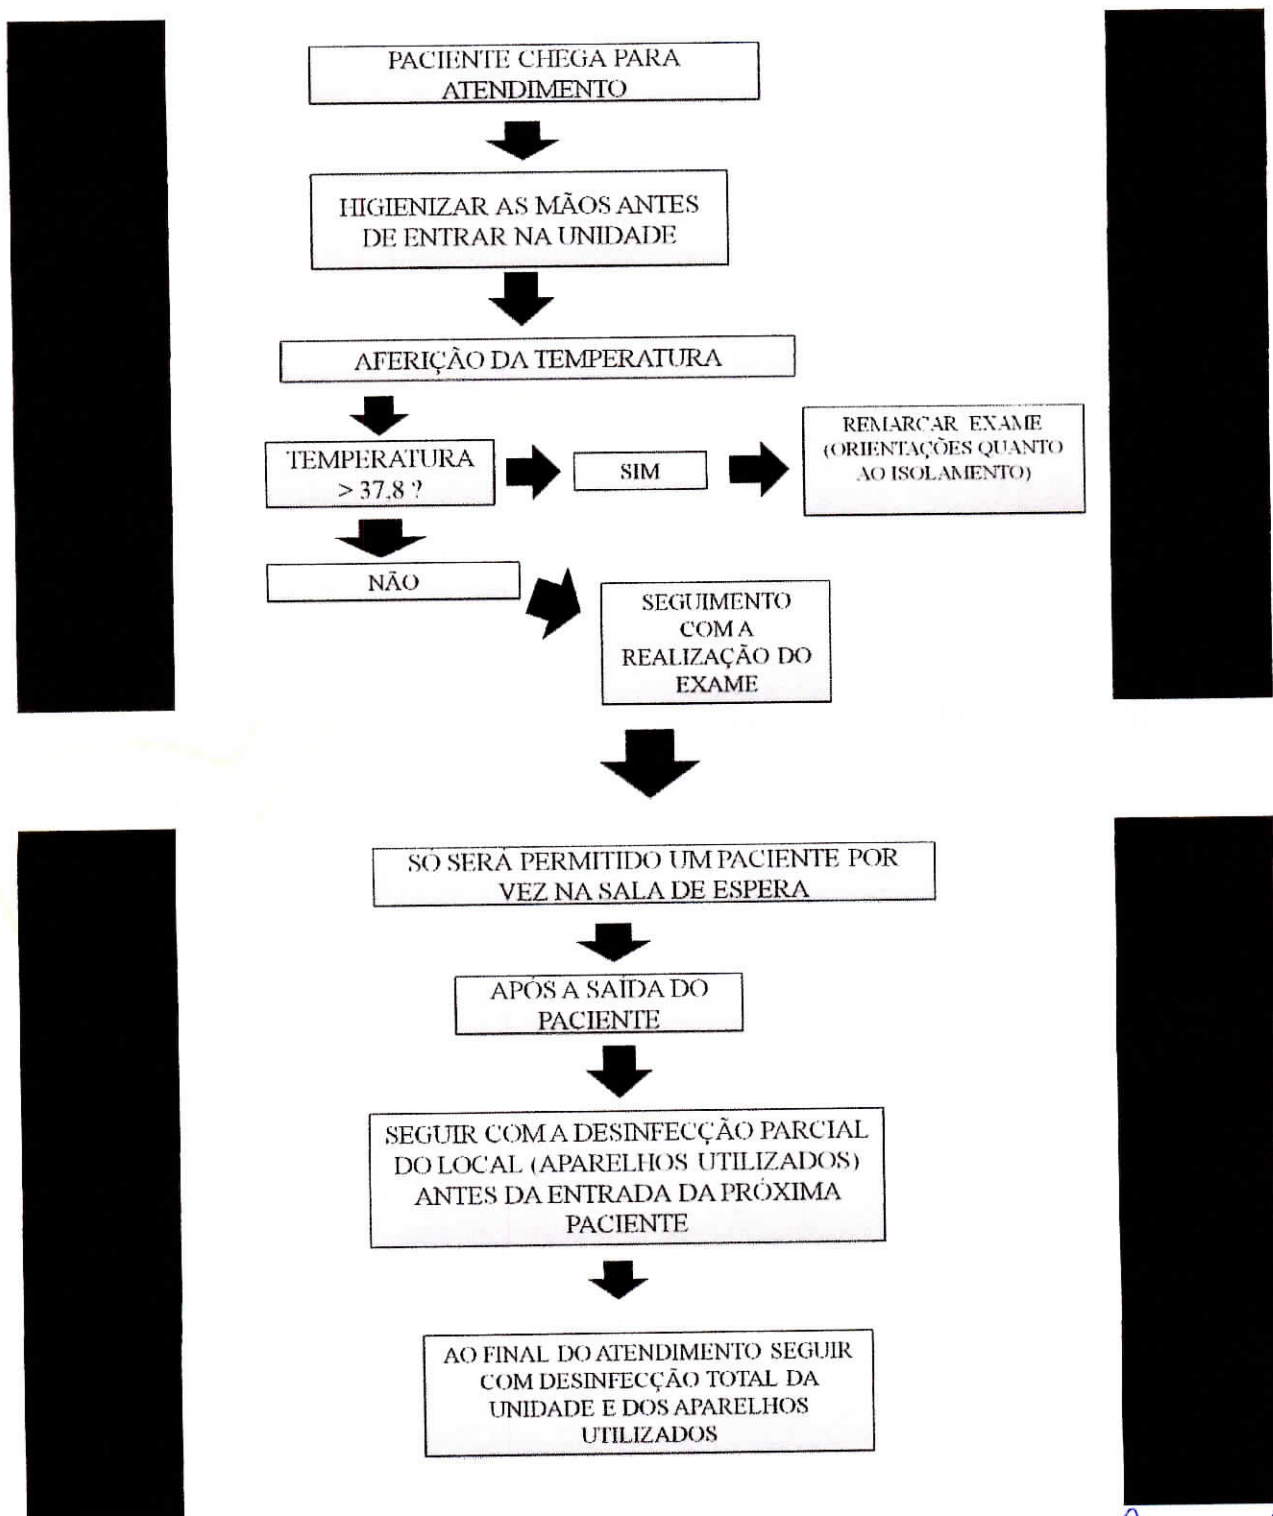 PACIENTE CHEGA PARA
ATENDIMENTO
HIGIENIZAR AS MÃOS ANTES
DE ENTRAR NA UNIDADE
AFERIÇÃO DA TEMPERATURA
TEMPERATURA
> 37,8 ?
SIM
REMARCAR EXAME
(ORIENTAÇÕES QUANTO
AO ISOLAMENTO)
NÃO
SEGUIMENTO
COM A
REALIZAÇÃO DO
EXAME
SÓ SERÁ PERMITIDO UM PACIENTE POR
VEZ NA SALA DE ESPERA
APÓS A SAÍDA DO
PACIENTE
SEGUIR COM A DESINFECÇÃO PARCIAL
DO LOCAL (APARELHOS UTILIZADOS)
ANTES DA ENTRADA DA PRÓXIMA
PACIENTE
AO FINAL DO ATENDIMENTO SEGUIR
COM DESINFECÇÃO TOTAL DA
UNIDADE E DOS APARELHOS
UTILIZADOS